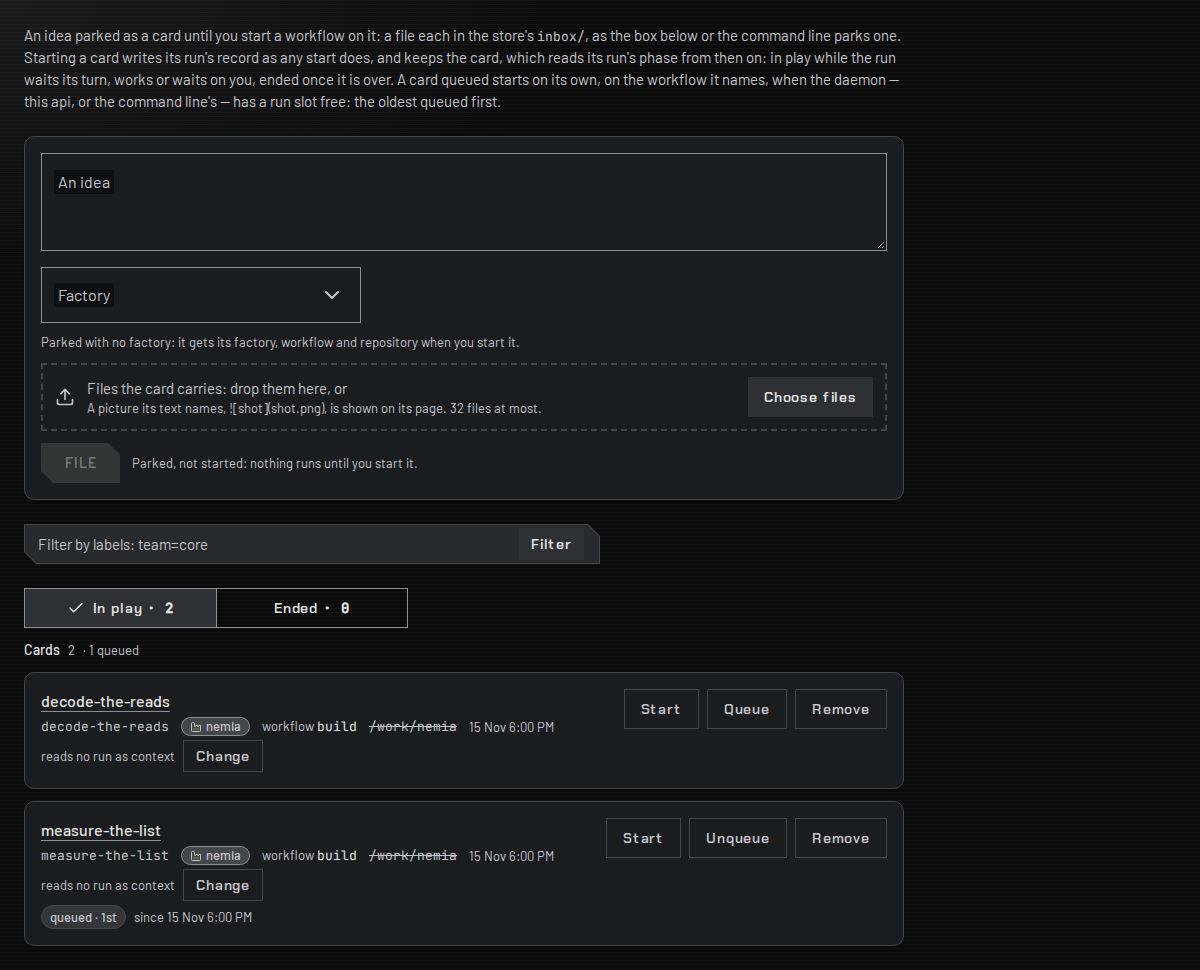 An idea parked as a card until you start a workflow on it: a file each in the store's inbox/, as the box below or the command line parks one.
Starting a card writes its run's record as any start does, and keeps the card, which reads its run's phase from then on: in play while the run
waits its turn, works or waits on you, ended once it is over. A card queued starts on its own, on the workflow it names, when the daemon —
this api, or the command line's — has a run slot free: the oldest queued first.
An idea
Factory
Parked with no factory: it gets its factory, workflow and repository when you start it.
Files the card carries: drop them here, or
A picture its text names, ![shot](shot.png), is shown on its page. 32 files at most.
Choose files
FILE Parked, not started: nothing runs until you start it.
Filter by labels: team=core Filter
In play · 2 Ended · 0
Cards 2 · 1 queued
decode-the-reads
decode-the-reads nemia workflow build /work/nemia 15 Nov 6:00 PM
reads no run as context Change
Start Queue Remove
measure-the-list
measure-the-list nemia workflow build /work/nemia 15 Nov 6:00 PM
reads no run as context Change
queued · 1st since 15 Nov 6:00 PM
Start Unqueue Remove